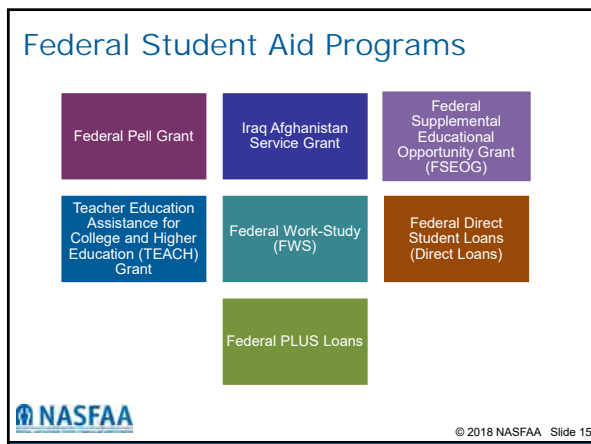 Federal Student Aid Programs
Federal Pell Grant
Iraq Afghanistan
Service Grant
Federal
Supplemental
Educational
Opportunity Grant
(FSEOG)
Teacher Education
Assistance for
College and Higher
Education (TEACH)
Grant
Federal Work-Study
(FWS)
Federal Direct
Student Loans
(Direct Loans)
Federal PLUS Loans
NASFAA
© 2018 NASFAA Slide 15